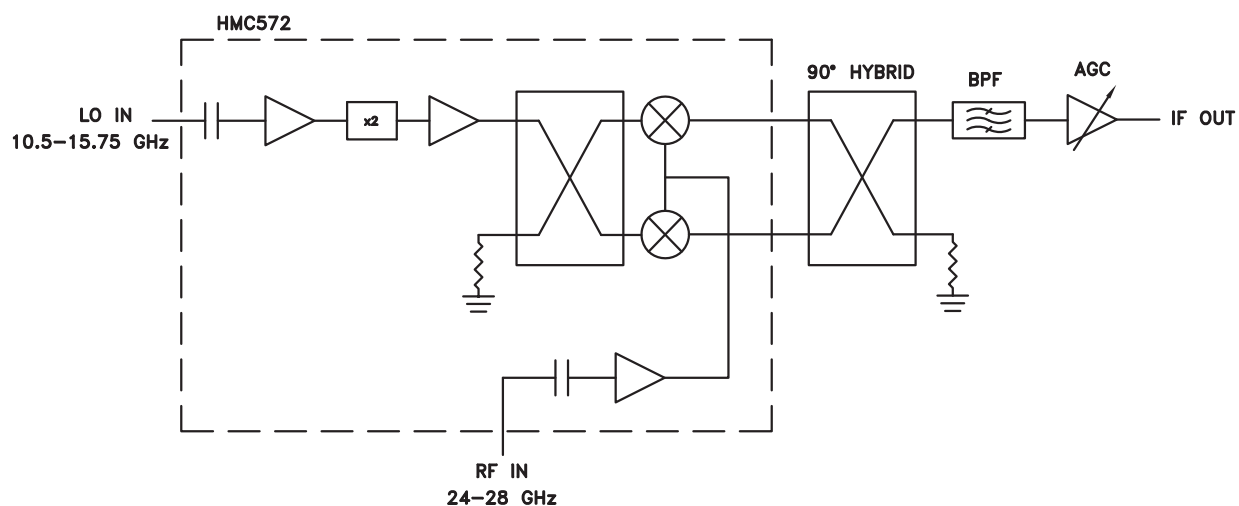 HMC572
LO IN
10.5–15.75 GHz
x2
90° HYBRID
BPF
AGC
IF OUT
RF IN
24–28 GHz